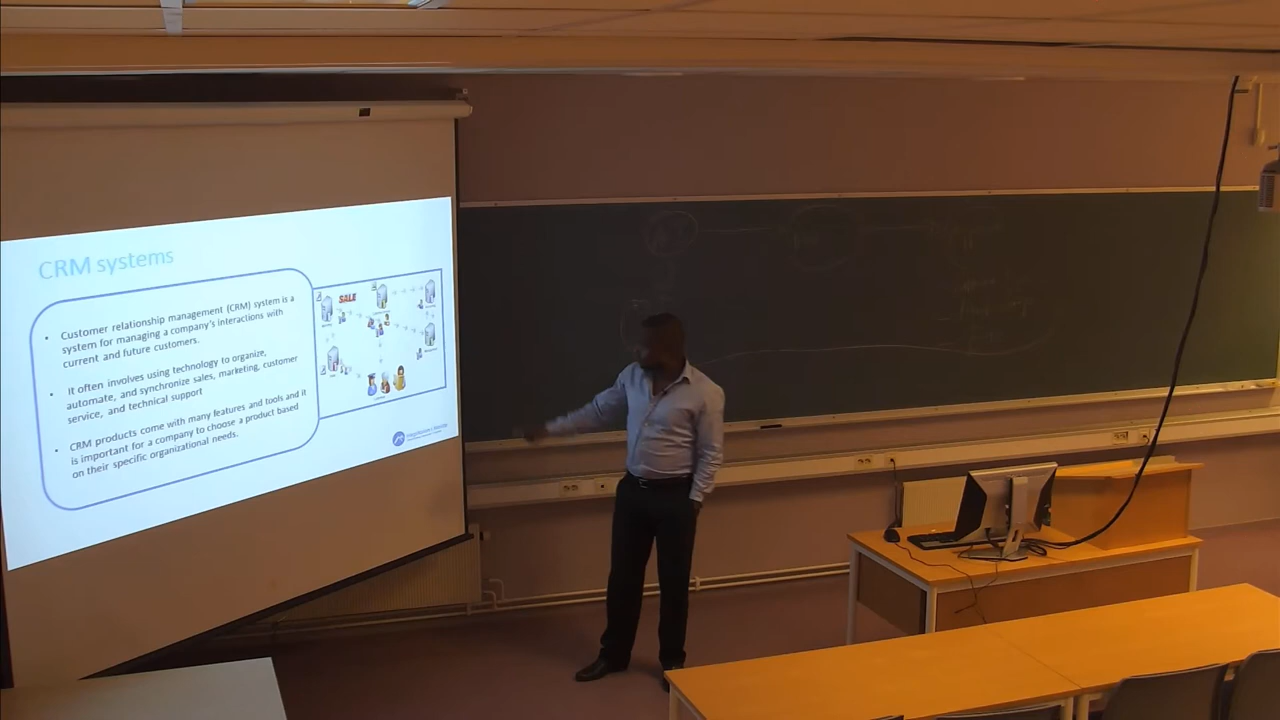 CRM systems
• Customer relationship management (CRM) system is a
system for managing a company's interactions with
current and future customers.
• It often involves using technology to organize,
automate, and synchronize sales, marketing, customer
service, and technical support
• CRM products come with many features and tools and it
is important for a company to choose a product based
on their specific organizational needs.
SALE